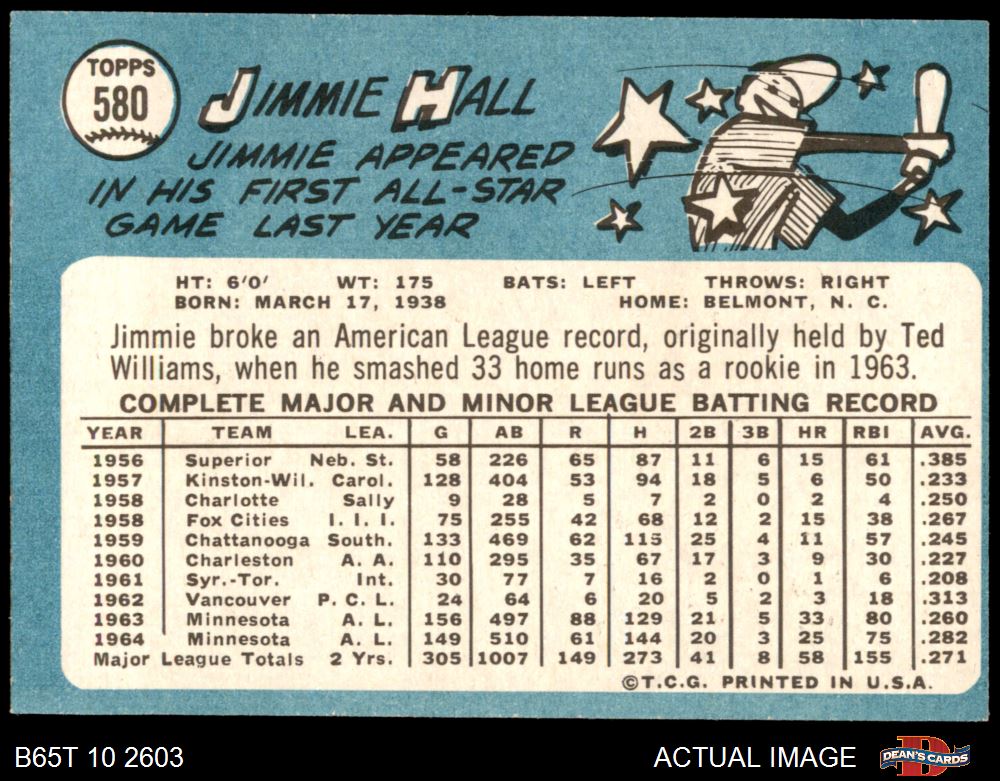 TOPPS
580
JIMMIE HALL
JIMMIE APPEARED
IN HIS FIRST ALL-STAR
GAME LAST YEAR
HT: 6'0' WT: 175 BATS: LEFT THROWS: RIGHT
BORN: MARCH 17, 1938 HOME: BELMONT, N. C.
Jimmie broke an American League record, originally held by Ted
Williams, when he smashed 33 home runs as a rookie in 1963.
COMPLETE MAJOR AND MINOR LEAGUE BATTING RECORD
YEAR TEAM LEA. G AB R H 2B 3B HR RBI AVG.
1956 Superior Neb. St. 58 226 65 87 11 6 15 61 .385
1957 Kinston-Wil. Carol. 128 404 53 94 18 5 6 50 .233
1958 Charlotte Sally 9 28 5 7 2 0 2 4 .250
1958 Fox Cities I. I. I. 75 255 42 68 12 2 15 38 .267
1959 Chattanooga South. 133 469 62 115 25 4 11 57 .245
1960 Charleston A. A. 110 295 35 67 17 3 9 30 .227
1961 Syr.-Tor. Int. 30 77 7 16 2 0 1 6 .208
1962 Vancouver P. C. L. 24 64 6 20 5 2 3 18 .313
1963 Minnesota A. L. 156 497 88 129 21 5 33 80 .260
1964 Minnesota A. L. 149 510 61 144 20 3 25 75 .282
Major League Totals 2 Yrs. 305 1007 149 273 41 8 58 155 .271
©T.C.G. PRINTED IN U.S.A.
B65T 10 2603 ACTUAL IMAGE DEAN'S CARDS